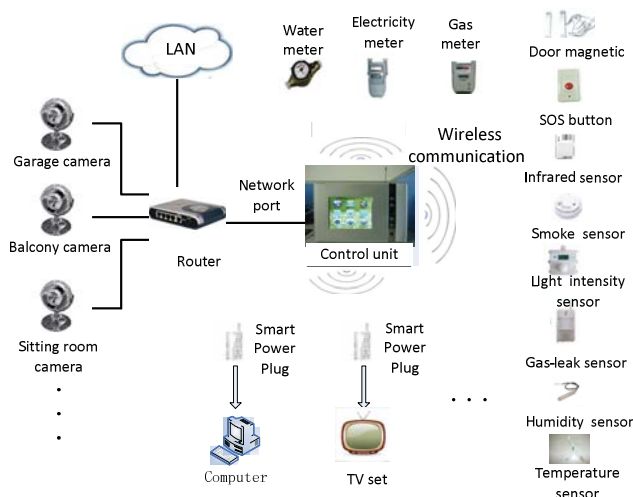 LAN
Water
meter
Electricity
meter
Gas
meter
Door magnetic
SOS button
Wireless
communication
Infrared sensor
Garage camera
Network
port
Balcony camera
Router
Control unit
Smoke sensor
Light intensity
sensor
Sitting room
camera
Smart
Power
Plug
Smart
Power
Plug
Gas-leak sensor
Humidity sensor
Computer
TV set
Temperature
sensor